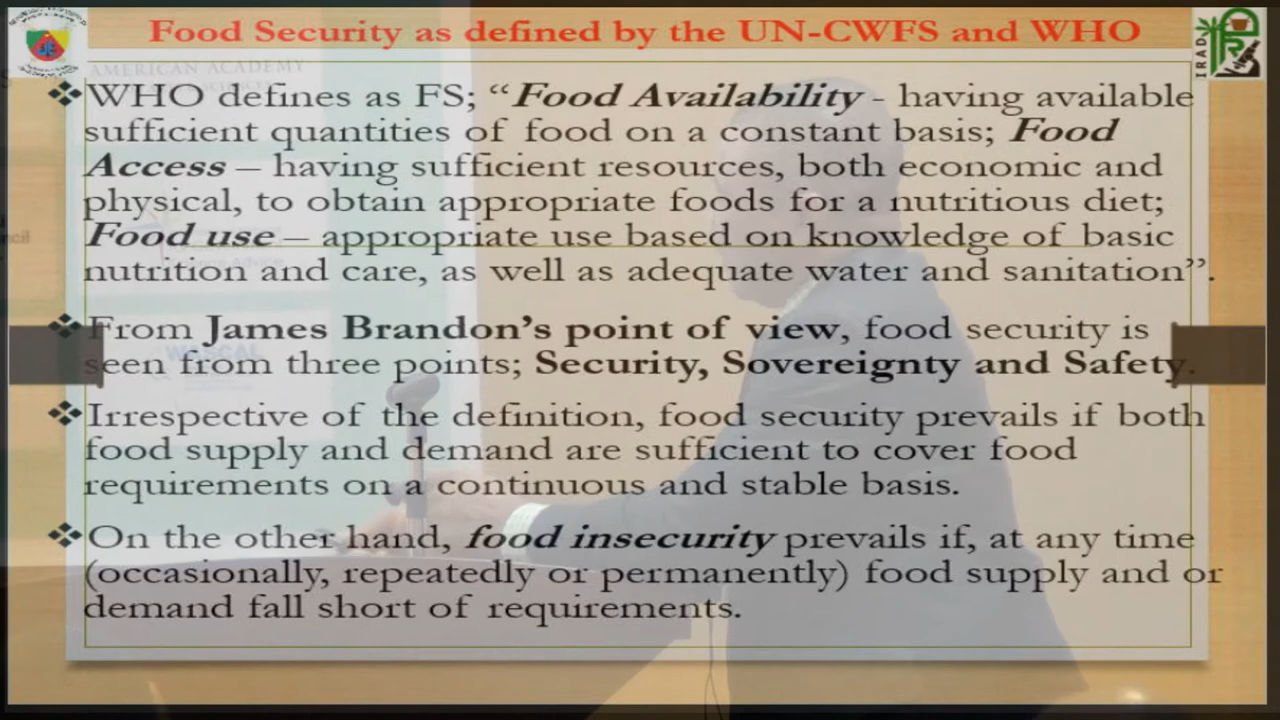 Food Security as defined by the UN-CWFS and WHO
IRAD
AMERICAN ACADEMY
❖WHO defines as FS; “Food Availability - having available
sufficient quantities of food on a constant basis; Food
Access – having sufficient resources, both economic and
physical, to obtain appropriate foods for a nutritious diet;
Food use – appropriate use based on knowledge of basic
nutrition and care, as well as adequate water and sanitation”.
❖From James Brandon’s point of view, food security is
seen from three points; Security, Sovereignty and Safety.
WASCAL
❖Irrespective of the definition, food security prevails if both
food supply and demand are sufficient to cover food
requirements on a continuous and stable basis.
❖On the other hand, food insecurity prevails if, at any time
(occasionally, repeatedly or permanently) food supply and or
demand fall short of requirements.